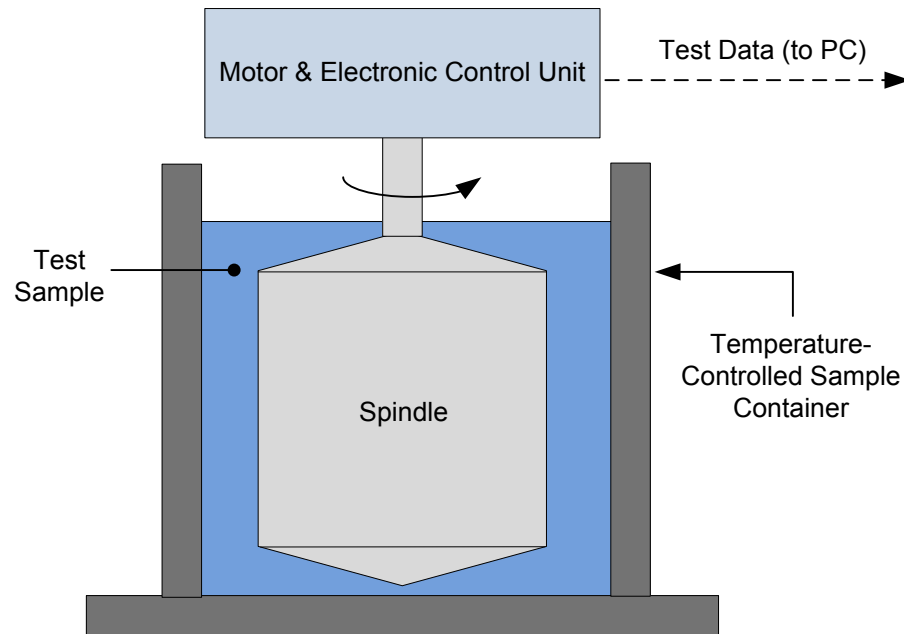 Motor & Electronic Control Unit
Test Data (to PC)
Test
Sample
Spindle
Temperature-
Controlled Sample
Container